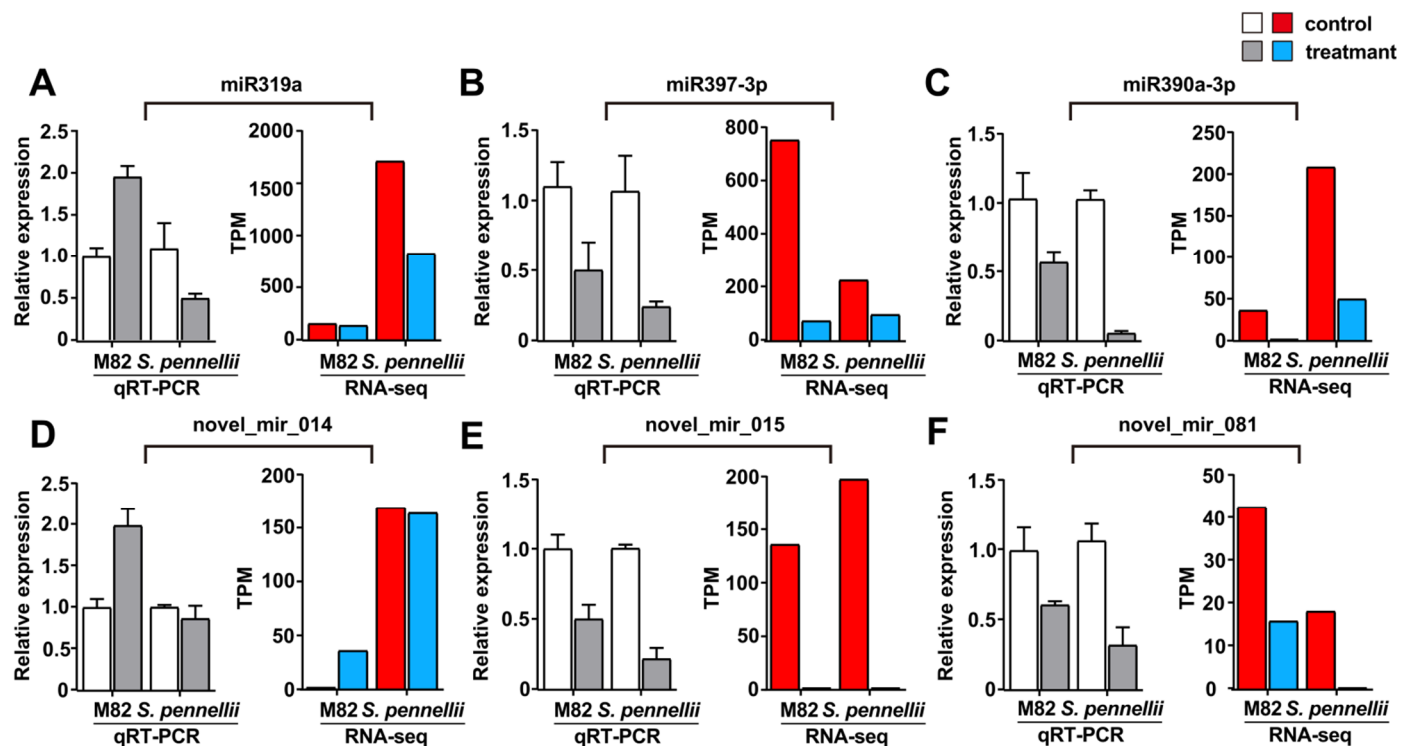 control
treatmant
A
miR319a
Relative expression
2.5
2.0
1.5
1.0
0.5
0
M82 S. pennellii
qRT-PCR
TPM
2000
1500
1000
500
0
M82 S. pennellii
RNA-seq
B
miR397-3p
Relative expression
1.5
1.0
0.5
0
M82 S. pennellii
qRT-PCR
TPM
800
600
400
200
0
M82 S. pennellii
RNA-seq
C
miR390a-3p
Relative expression
1.5
1.0
0.5
0
M82 S. pennellii
qRT-PCR
TPM
250
200
150
100
50
0
M82 S. pennellii
RNA-seq
D
novel_mir_014
Relative expression
2.5
2.0
1.5
1.0
0.5
0
M82 S. pennellii
qRT-PCR
TPM
200
150
100
50
0
M82 S. pennellii
RNA-seq
E
novel_mir_015
Relative expression
1.5
1.0
0.5
0
M82 S. pennellii
qRT-PCR
TPM
200
150
100
50
0
M82 S. pennellii
RNA-seq
F
novel_mir_081
Relative expression
1.5
1.0
0.5
0
M82 S. pennellii
qRT-PCR
TPM
50
40
30
20
10
0
M82 S. pennellii
RNA-seq